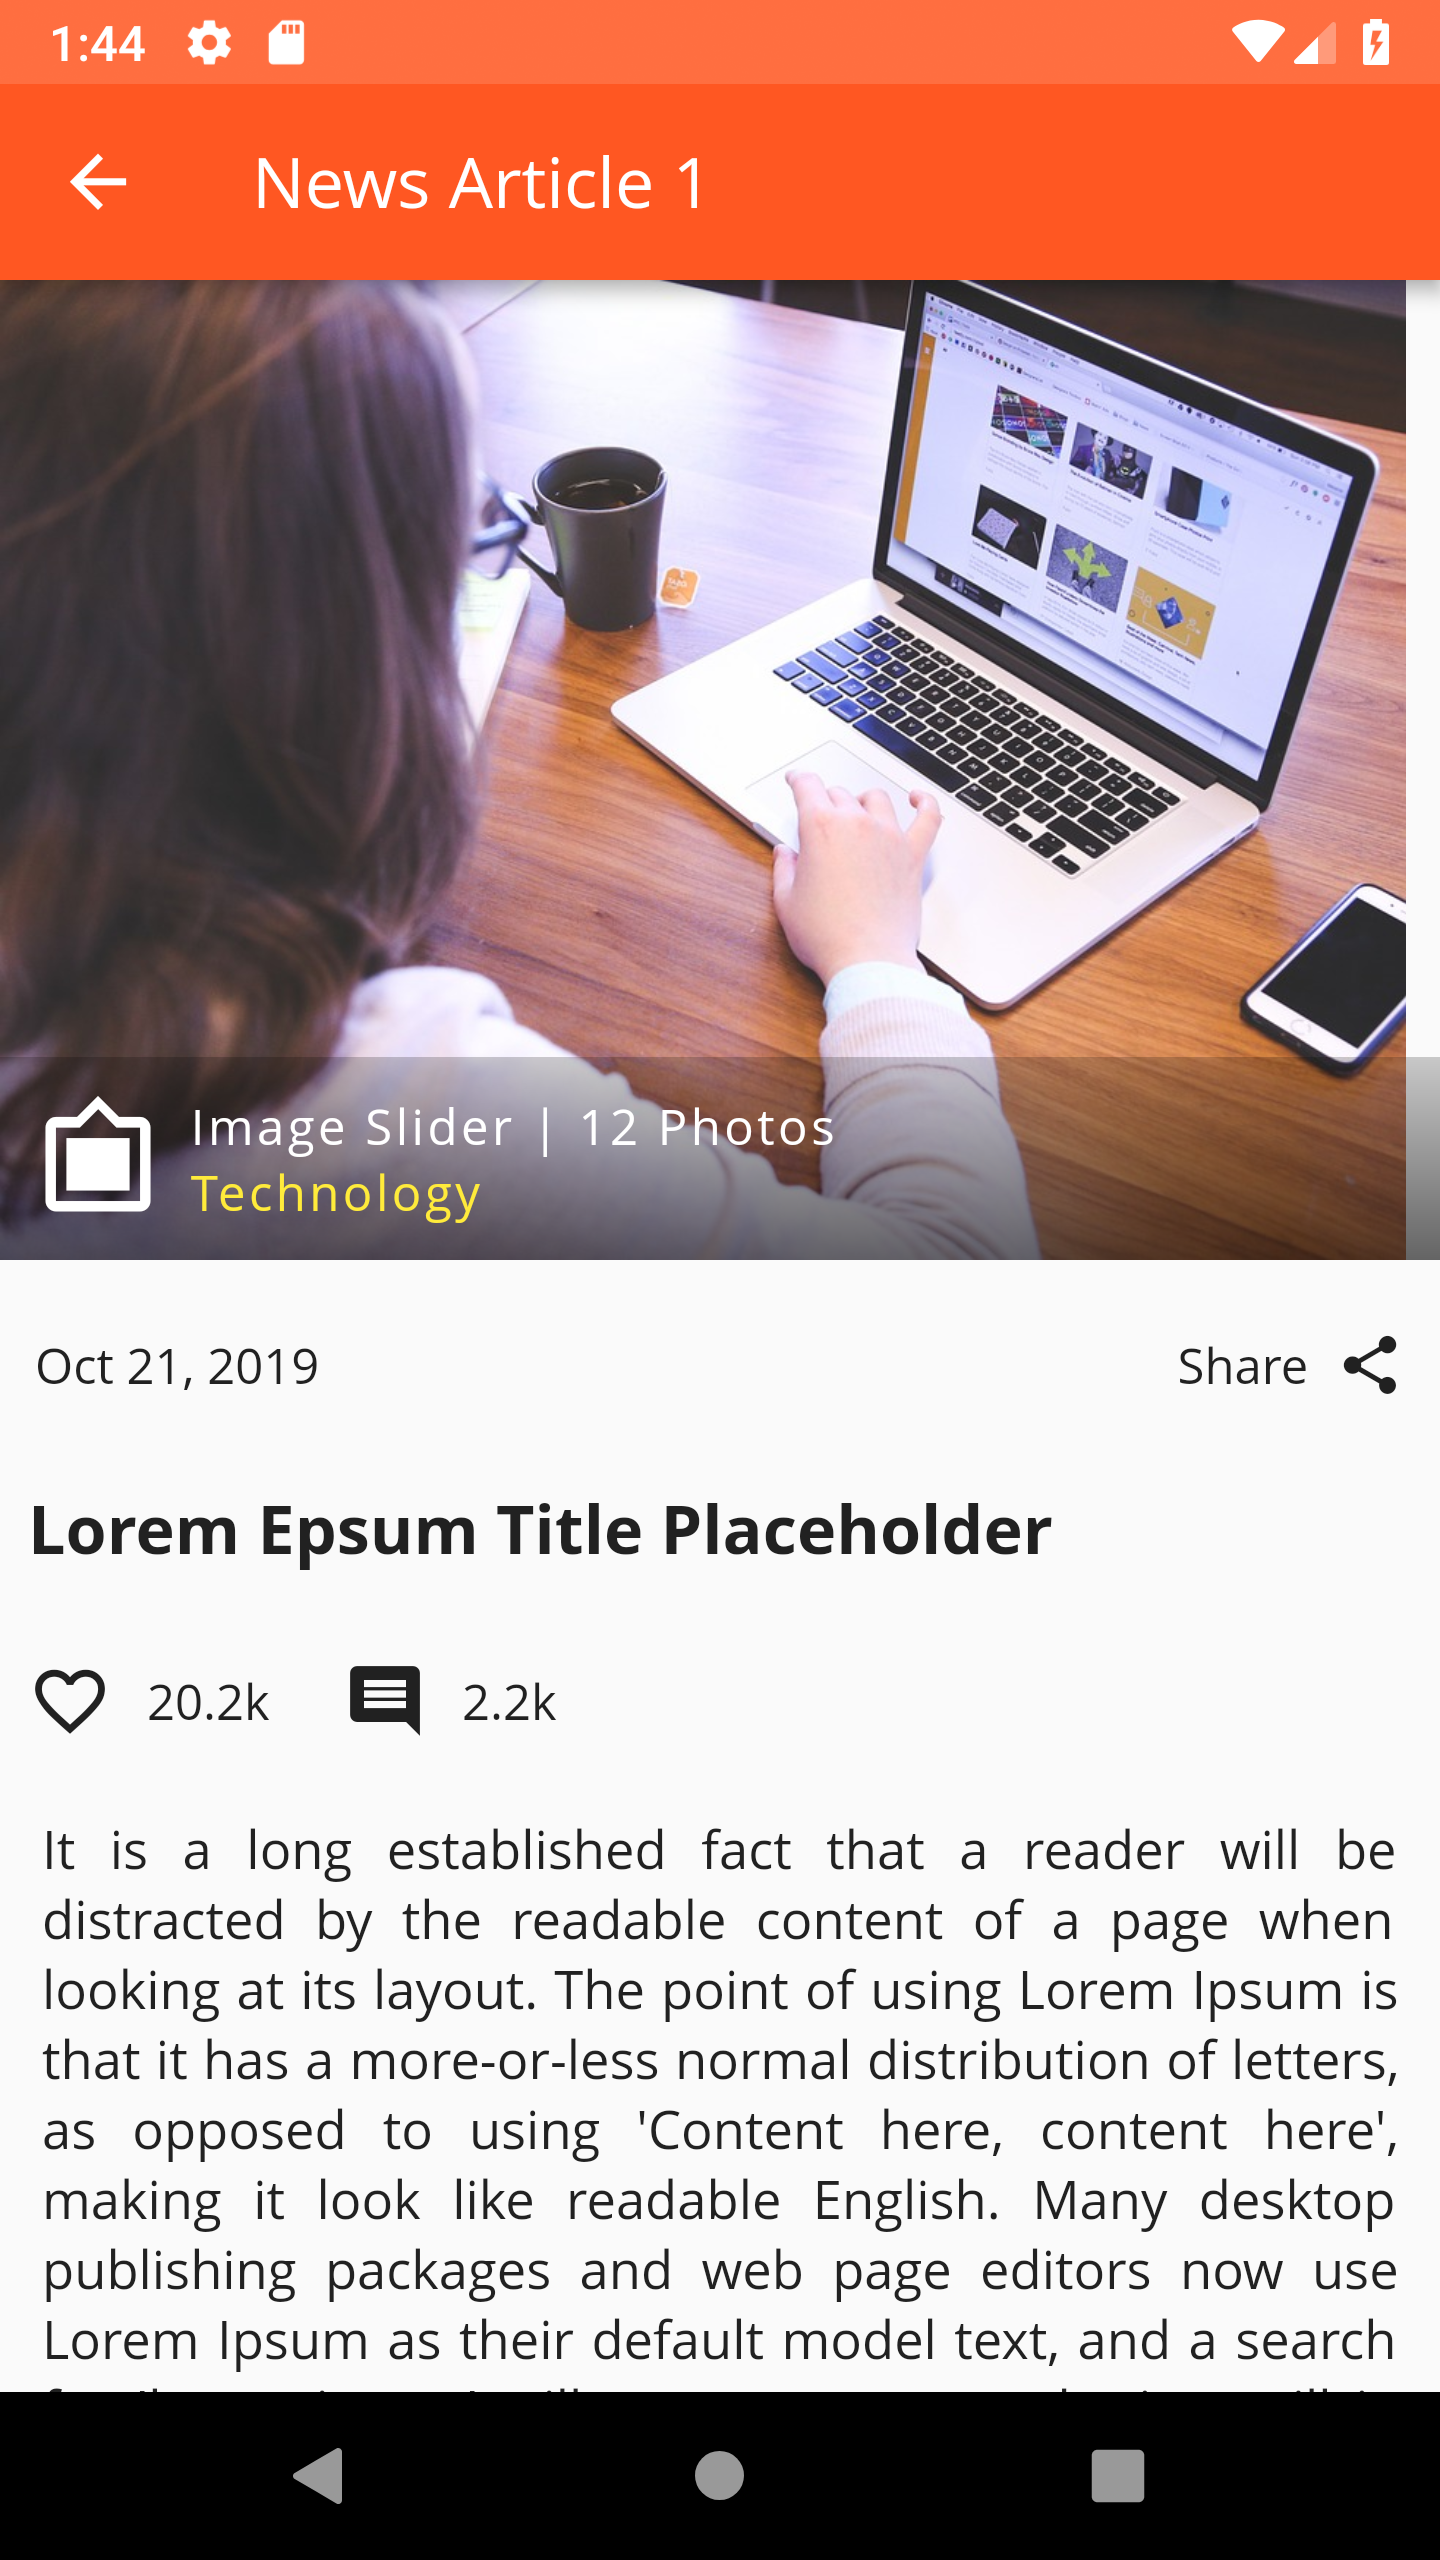 1:44
News Article 1
Image Slider | 12 Photos
Technology
Oct 21, 2019
Share
Lorem Epsum Title Placeholder
20.2k
2.2k
It is a long established fact that a reader will be
distracted by the readable content of a page when
looking at its layout. The point of using Lorem Ipsum is
that it has a more-or-less normal distribution of letters,
as opposed to using 'Content here, content here',
making it look like readable English. Many desktop
publishing packages and web page editors now use
Lorem Ipsum as their default model text, and a search